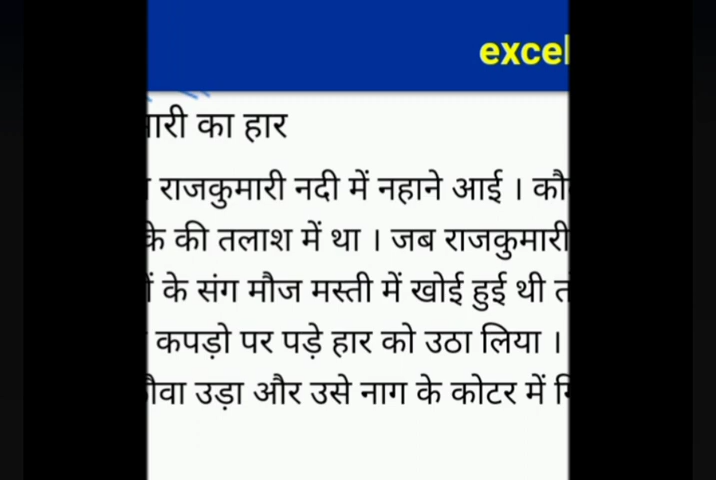 excel
का हार
राजकुमारी नदी में नहाने आई ।
की तलाश में था । जब राजकुमारी
के संग मौज मस्ती में खोई हुई थी
कपड़ो पर पड़े हार को उठा लिया ।
उड़ा और उसे नाग के कोटर में